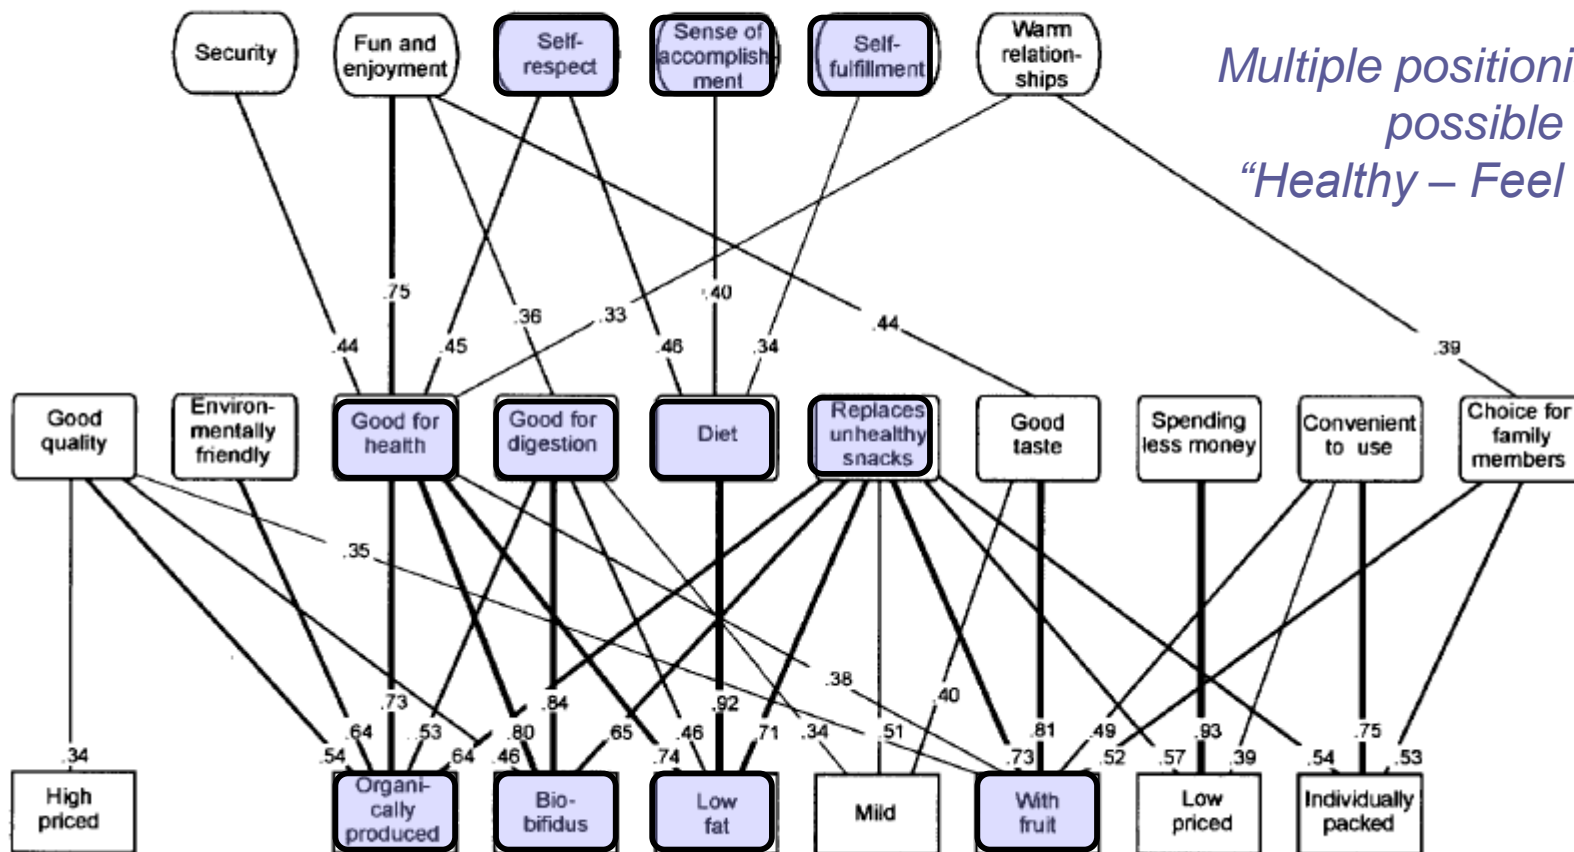 Security
Fun and
enjoyment
Self-
respect
Sense of
accomplish-
ment
Self-
fulfillment
Warm
relation-
ships
Multiple positioni
possible
“Healthy – Feel
.75
.40
.36
.33
.44
.44
.45
.46
.34
.39
Good
quality
Environ-
mentally
friendly
Good for
health
Good for
digestion
Diet
Replaces
unhealthy
snacks
Good
taste
Spending
less money
Convenient
to use
Choice for
family
members
.35
.38
.40
.73
.84
.92
.64
.53
.80
.65
.46
.71
.34
.51
.81
.49
.93
.75
.34
.54
.64
.46
.74
.73
.52
.57
.39
.54
.53
High
priced
Organi-
cally
produced
Bio-
bifidus
Low
fat
Mild
With
fruit
Low
priced
Individually
packed